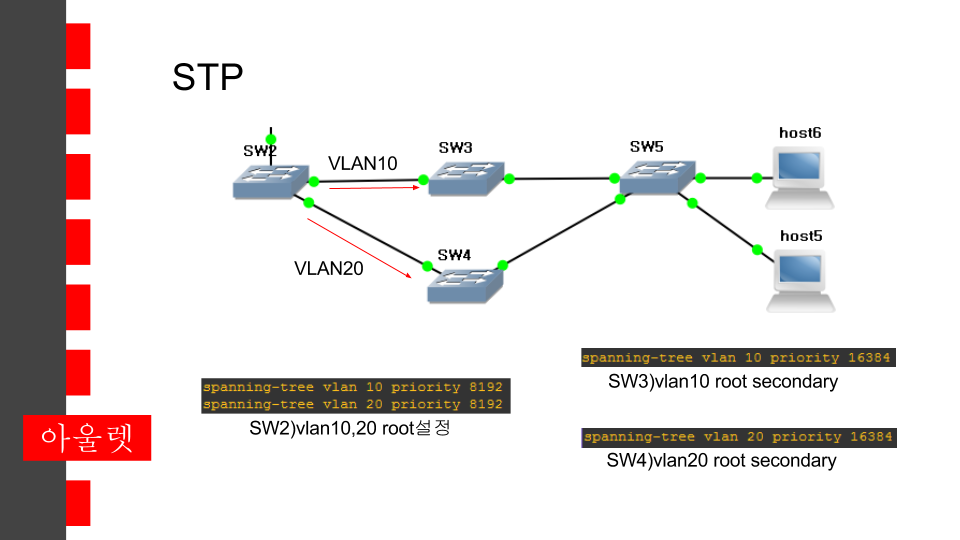 STP
host6
SW2
VLAN10
SW3
SW5
host5
SW4
VLAN20
spanning-tree vlan 10 priority 16384
SW3)vlan10 root secondary
spanning-tree vlan 10 priority 8192
spanning-tree vlan 20 priority 8192
SW2)vlan10,20 root설정
spanning-tree vlan 20 priority 16384
SW4)vlan20 root secondary
아울렛